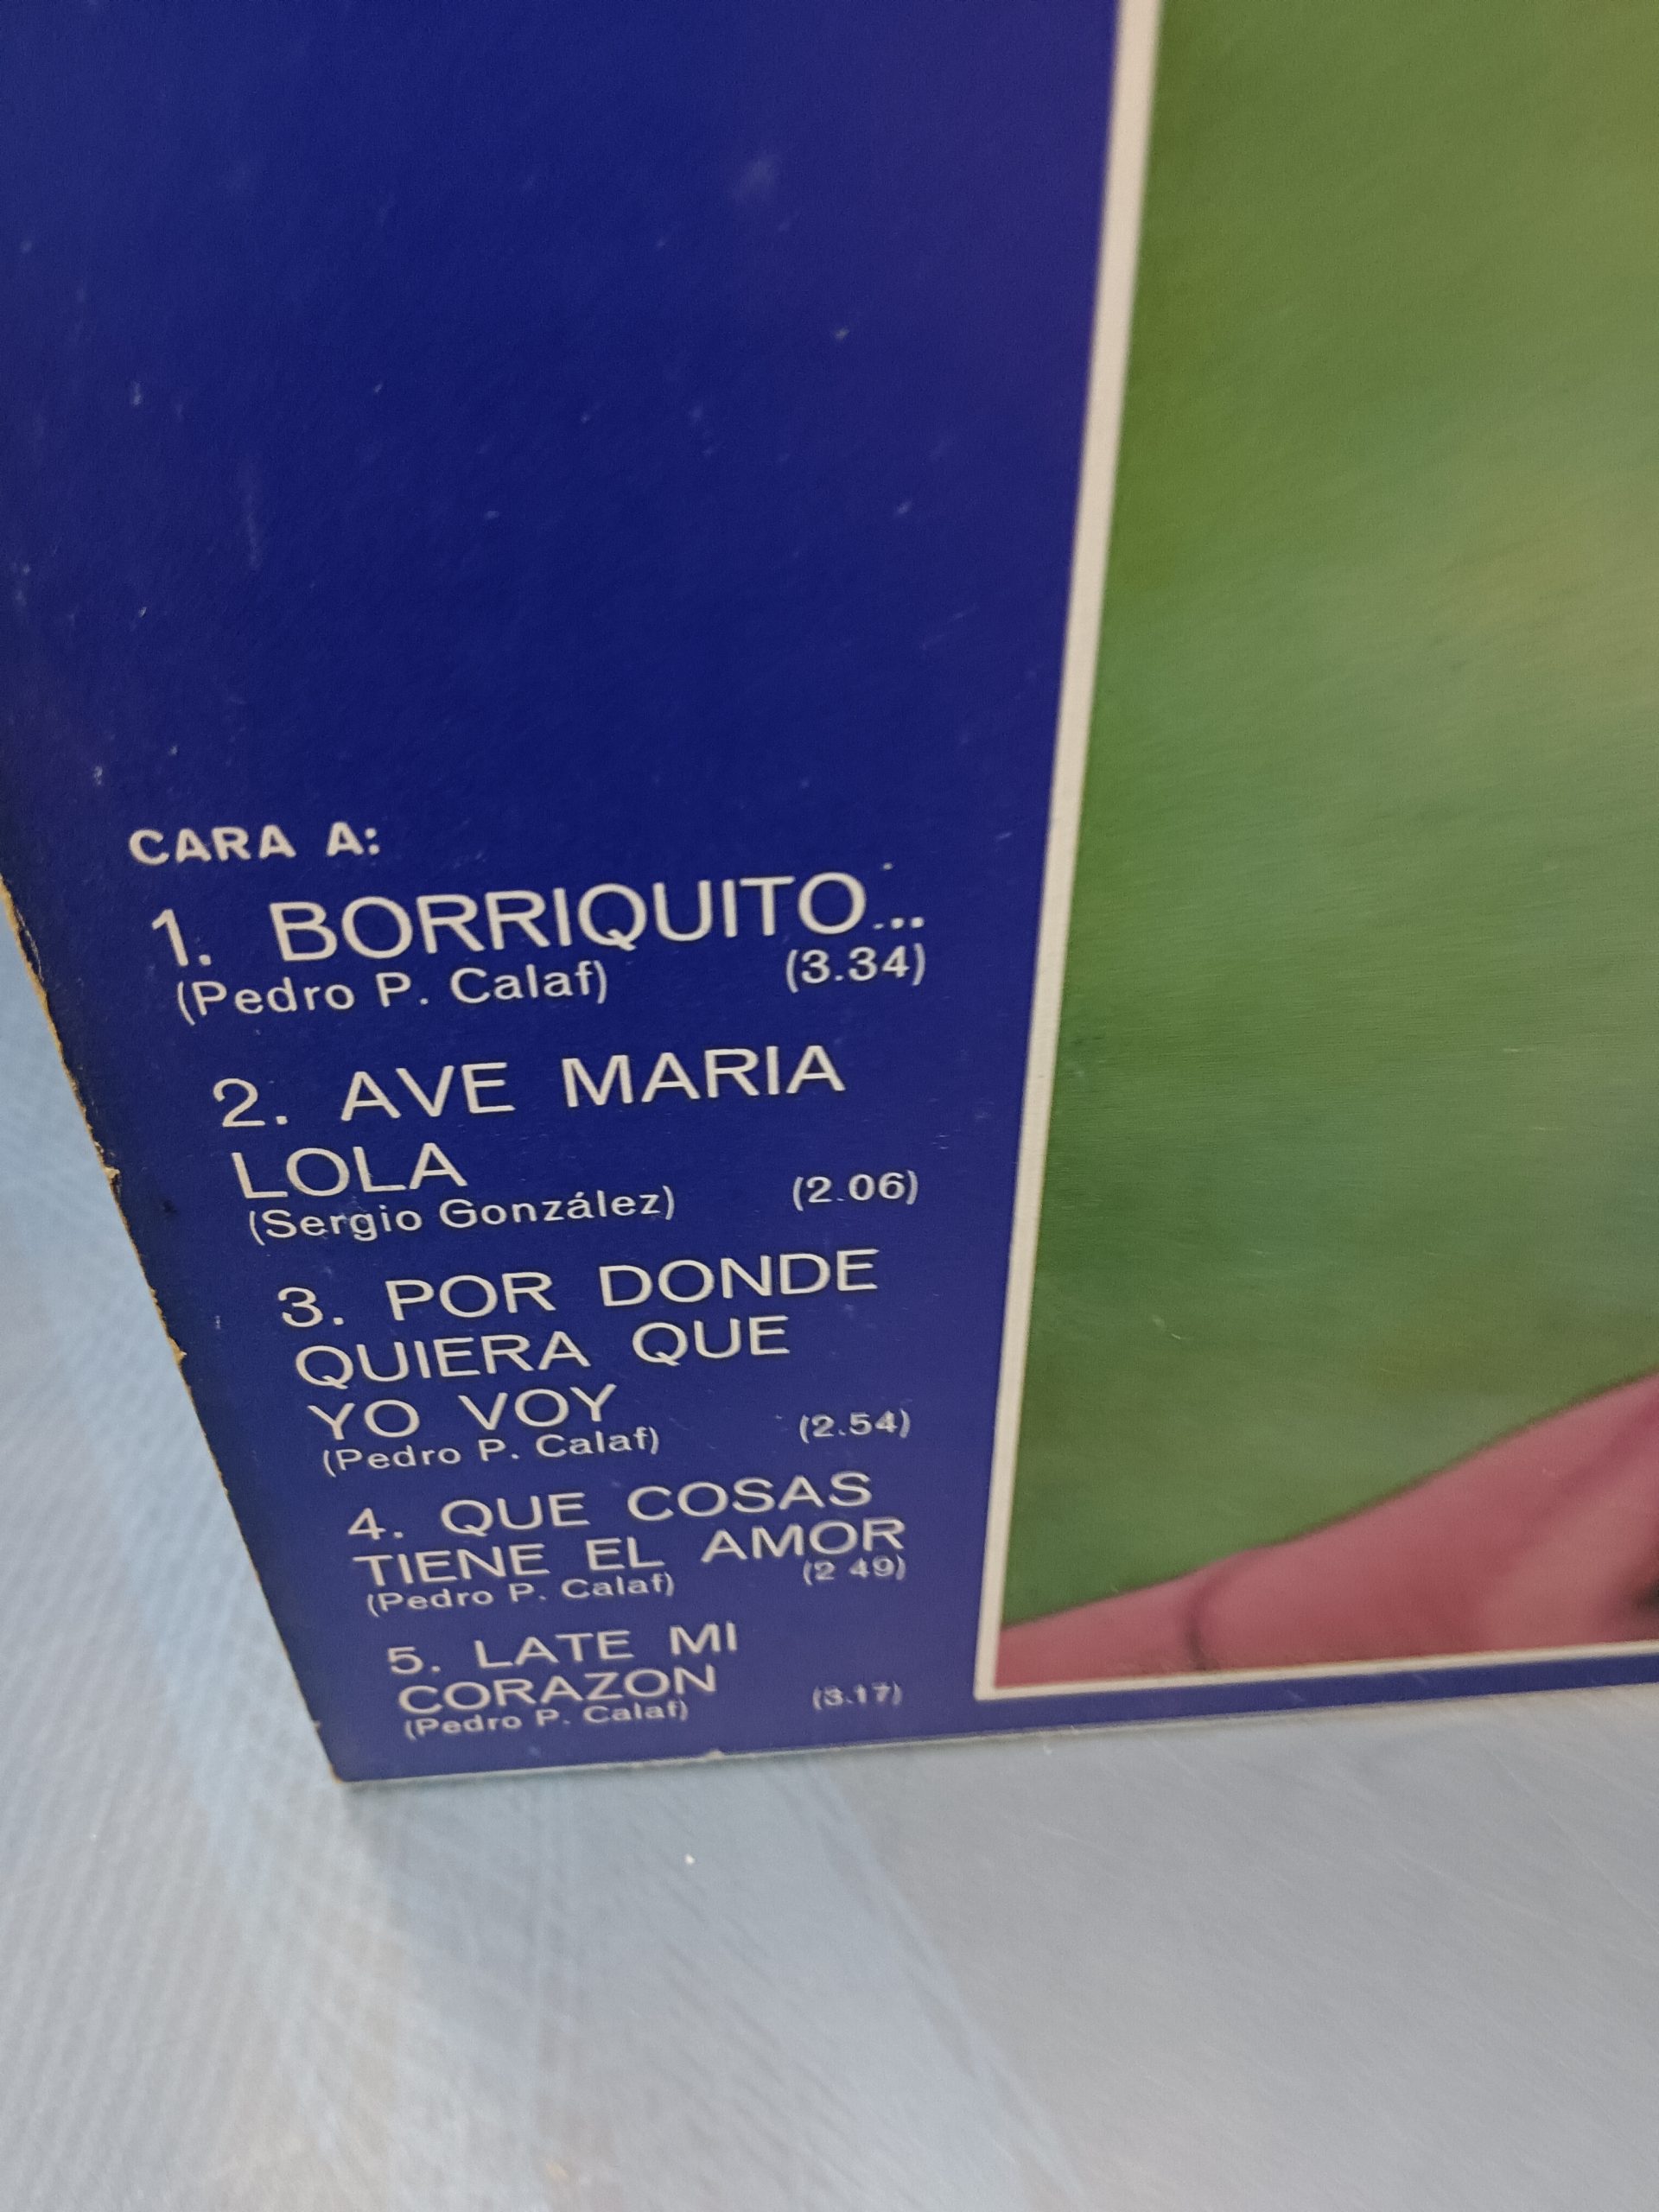 CARA A:
1. BORRIQUITO...
(Pedro P. Calaf) (3.34)
2. AVE MARIA
LOLA
(Sergio González) (2.06)
3. POR DONDE
QUIERA QUE
YO VOY
(Pedro P. Calaf) (2.54)
4. QUE COSAS
TIENE EL AMOR
(Pedro P. Calaf) (2 49)
5. LATE MI
CORAZON
(Pedro P. Calaf) (3.17)